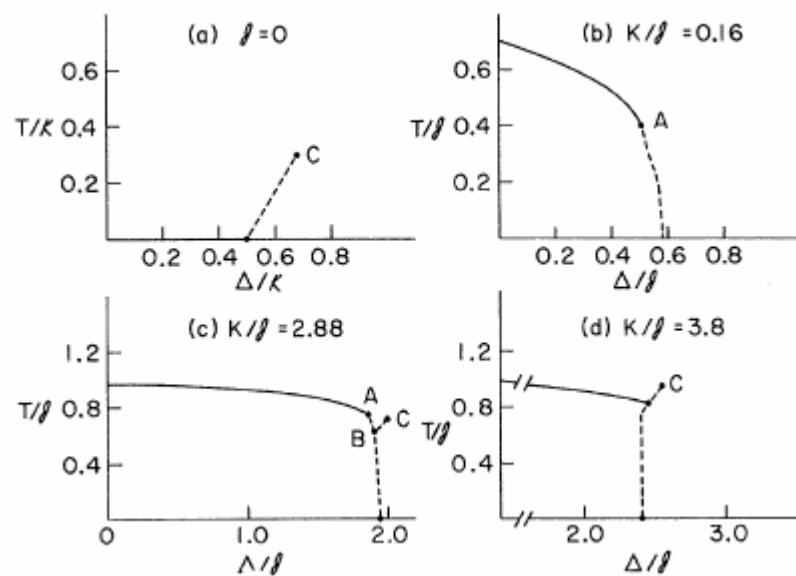 (a) 𝒥=0
0.6
T/K 0.4
C
0.2
0.2 0.4 0.6 0.8
Δ/K
(b) K/𝒥=0.16
0.6
T/𝒥 0.4
A
0.2
0.2 0.4 0.6 0.8
Δ/𝒥
(c) K/𝒥=2.88
1.2
T/𝒥 0.8
A
C
B
0.4
0 1.0 2.0
Λ/𝒥
(d) K/𝒥=3.8
1.2
C
T/𝒥 0.8
0.4
2.0 3.0
Δ/𝒥